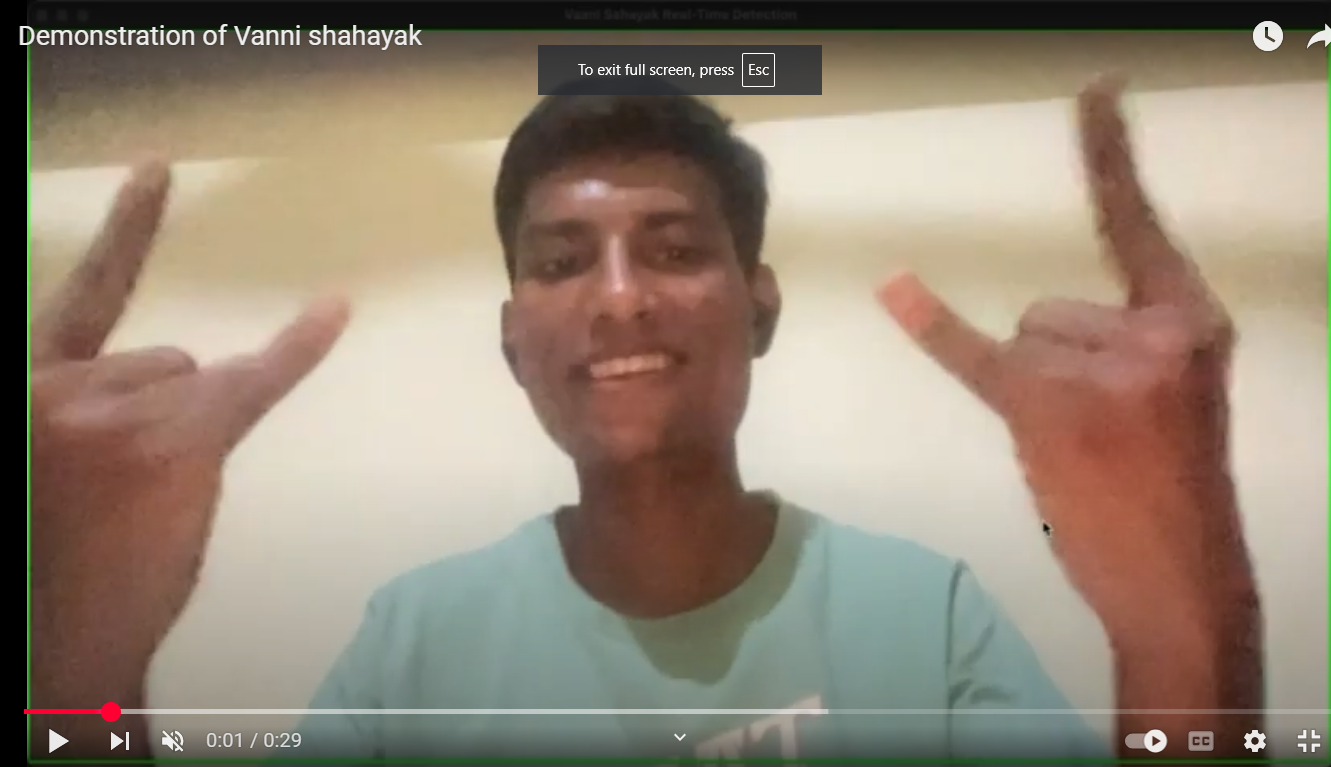 Vaani Sahayak Real-Time Detection
Demonstration of Vanni shahayak
To exit full screen, press Esc
0:01 / 0:29
CC